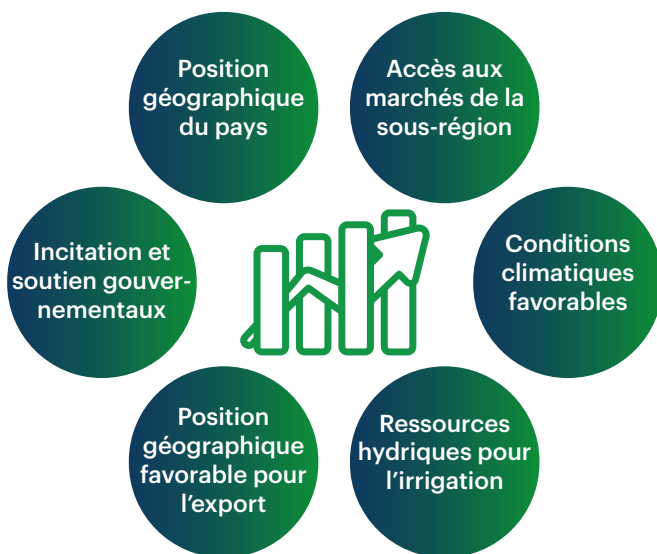 Position
géographique
du pays
Accès aux
marchés de la
sous-région
Incitation et
soutien gouver-
nementaux
Conditions
climatiques
favorables
Position
géographique
favorable pour
l'export
Ressources
hydriques pour
l'irrigation